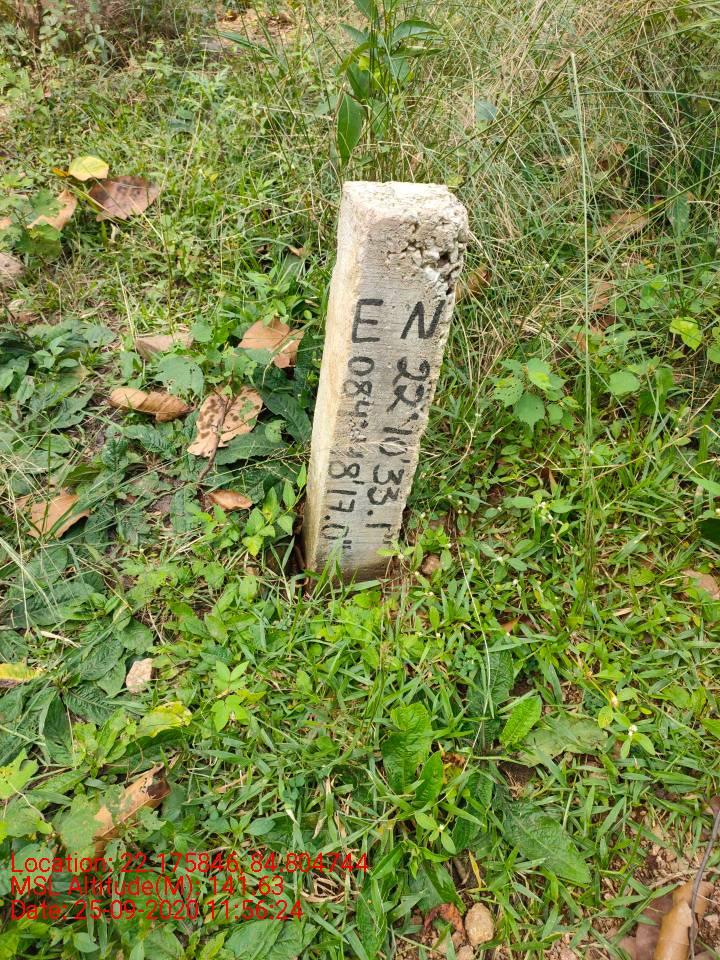 N 22°10'33.1"
E 084°48'17.0"
Location: 22.175846, 84.804744
MSL Altitude(M): 141.63
Date: 25-09-2020 11:56:24